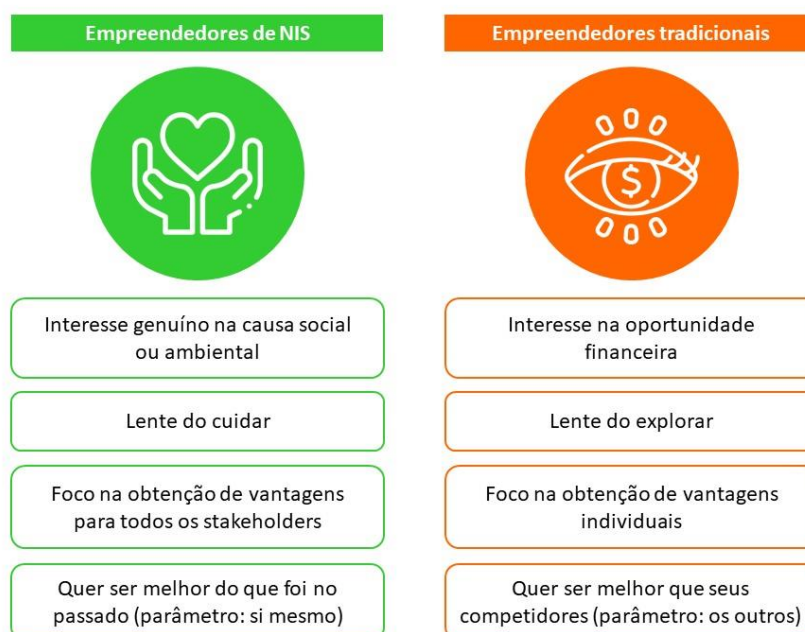 Empreendedores de NIS
Empreendedores tradicionais
$
Interesse genuíno na causa social
ou ambiental
Interesse na oportunidade
financeira
Lente do cuidar
Lente do explorar
Foco na obtenção de vantagens
para todos os stakeholders
Foco na obtenção de vantagens
individuais
Quer ser melhor do que foi no
passado (parâmetro: si mesmo)
Quer ser melhor que seus
competidores (parâmetro: os outros)